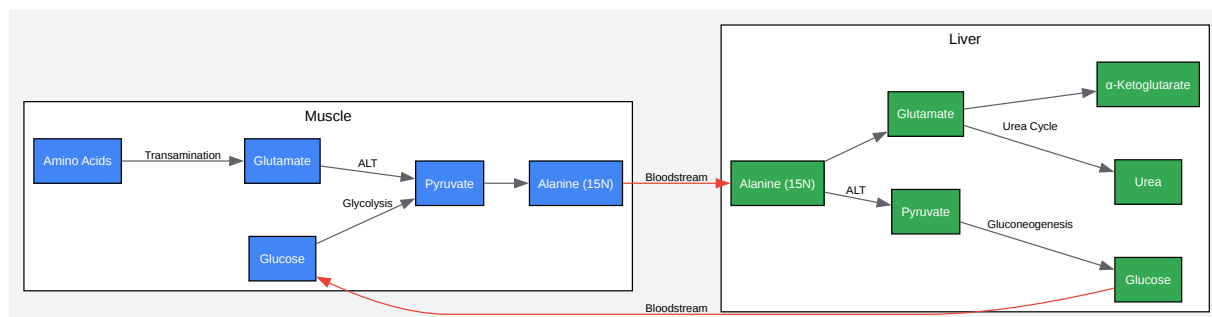 Muscle
Amino Acids
Transamination
Glutamate
ALT
Pyruvate
Alanine (15N)
Glycolysis
Glucose
Bloodstream
Liver
Alanine (15N)
Glutamate
α-Ketoglutarate
Urea Cycle
Urea
ALT
Pyruvate
Gluconeogenesis
Glucose
Bloodstream